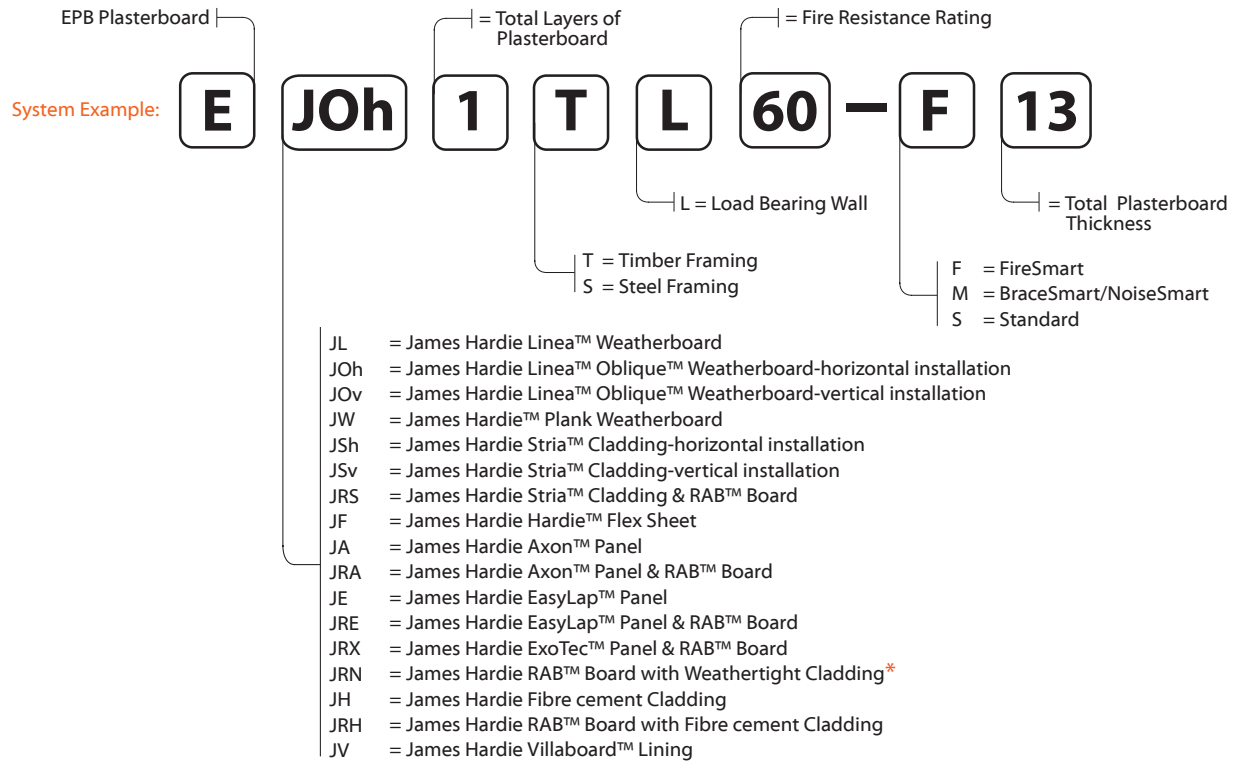 EPB Plasterboard
= Total Layers of
Plasterboard
= Fire Resistance Rating
System Example:
E JOh 1 T L 60 – F 13
L = Load Bearing Wall
= Total Plasterboard
Thickness
T = Timber Framing
S = Steel Framing
F = FireSmart
M = BraceSmart/NoiseSmart
S = Standard
JL = James Hardie Linea™ Weatherboard
JOh = James Hardie Linea™ Oblique™ Weatherboard-horizontal installation
JOv = James Hardie Linea™ Oblique™ Weatherboard-vertical installation
JW = James Hardie™ Plank Weatherboard
JSh = James Hardie Stria™ Cladding-horizontal installation
JSv = James Hardie Stria™ Cladding-vertical installation
JRS = James Hardie Stria™ Cladding & RAB™ Board
JF = James Hardie Hardie™ Flex Sheet
JA = James Hardie Axon™ Panel
JRA = James Hardie Axon™ Panel & RAB™ Board
JE = James Hardie EasyLap™ Panel
JRE = James Hardie EasyLap™ Panel & RAB™ Board
JRX = James Hardie ExoTec™ Panel & RAB™ Board
JRN = James Hardie RAB™ Board with Weathertight Cladding*
JH = James Hardie Fibre cement Cladding
JRH = James Hardie RAB™ Board with Fibre cement Cladding
JV = James Hardie Villaboard™ Lining